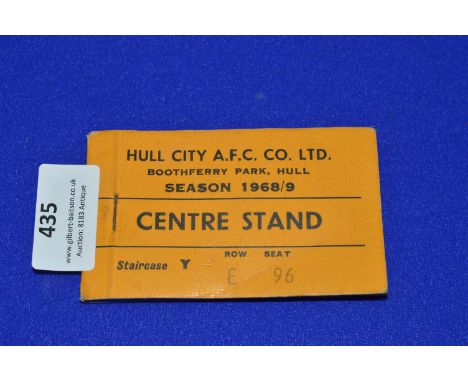 HULL CITY A.F.C. CO. LTD.
BOOTHFERRY PARK, HULL
SEASON 1968/9
CENTRE STAND
ROW SEAT
Staircase Y E 96
435
www.gilbert-baitson.co.uk
Auction: 8183 Antique